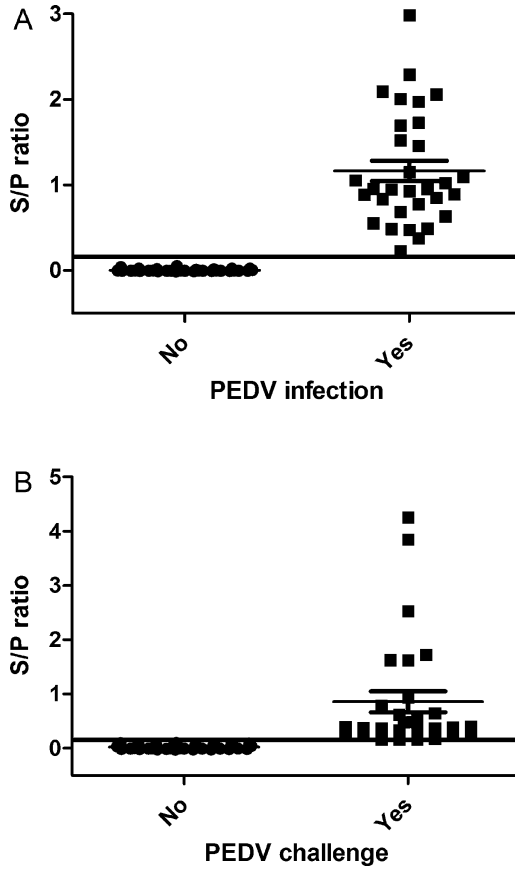 A
S/P ratio
3
2
1
0
No
Yes
PEDV infection
B
S/P ratio
5
4
3
2
1
0
No
Yes
PEDV challenge